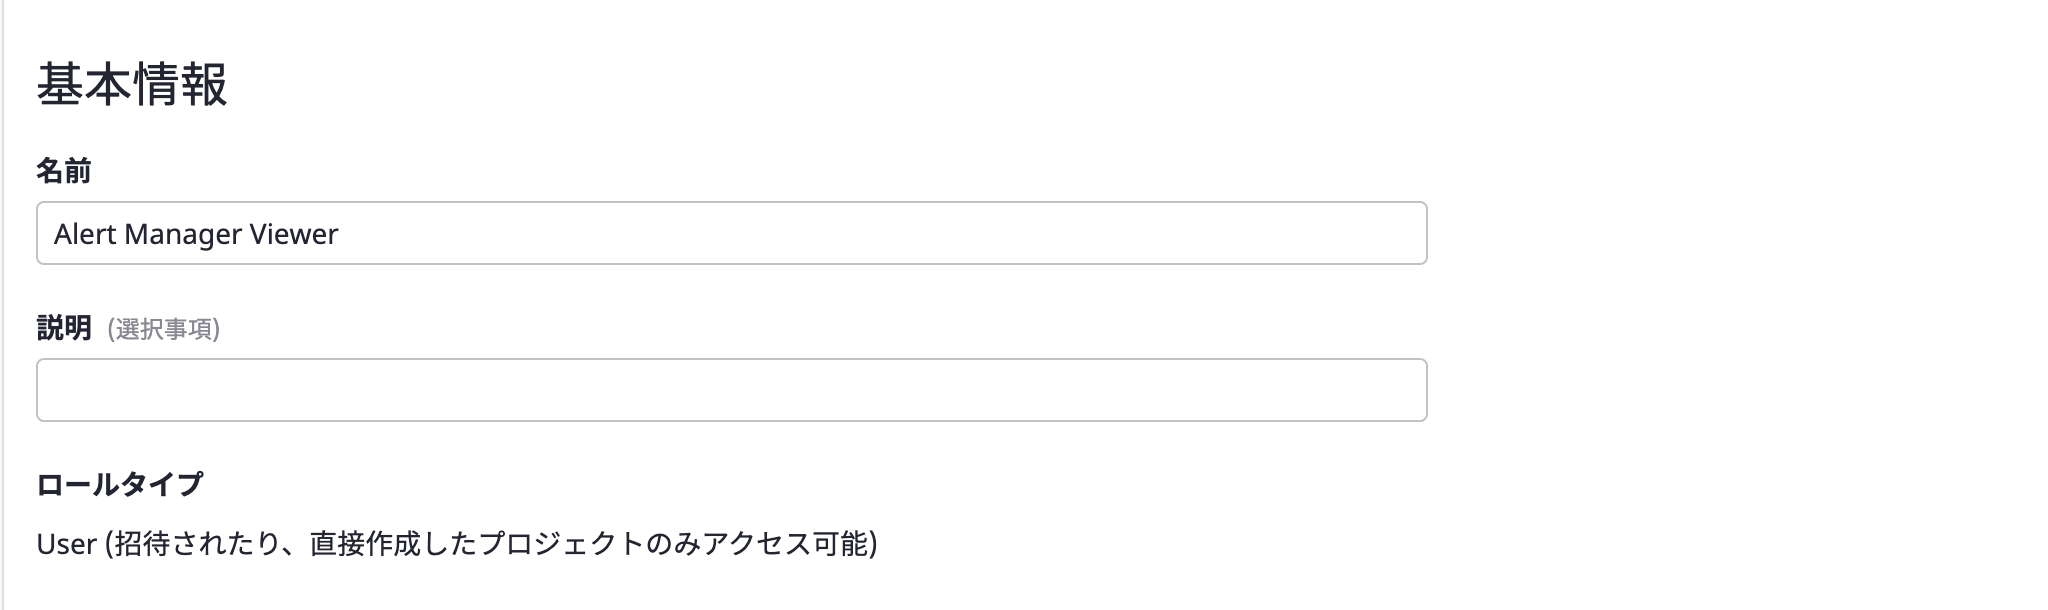 基本情報
名前
Alert Manager Viewer
説明 (選択事項)
ロールタイプ
User (招待されたり、直接作成したプロジェクトのみアクセス可能)